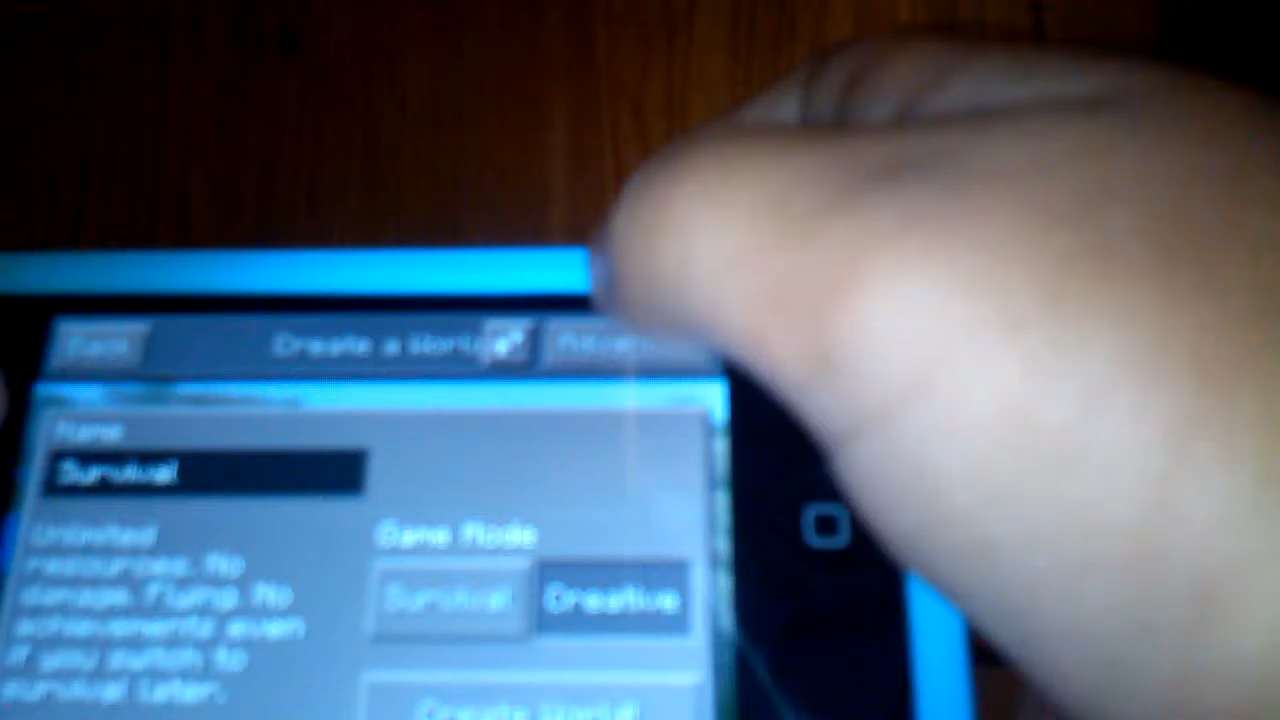 Back
Create a World
Name
Survival
Unlimited
resources. No
damage. Flying. No
achievements even
if you switch to
survival later.
Game Mode
Survival
Creative
Create World